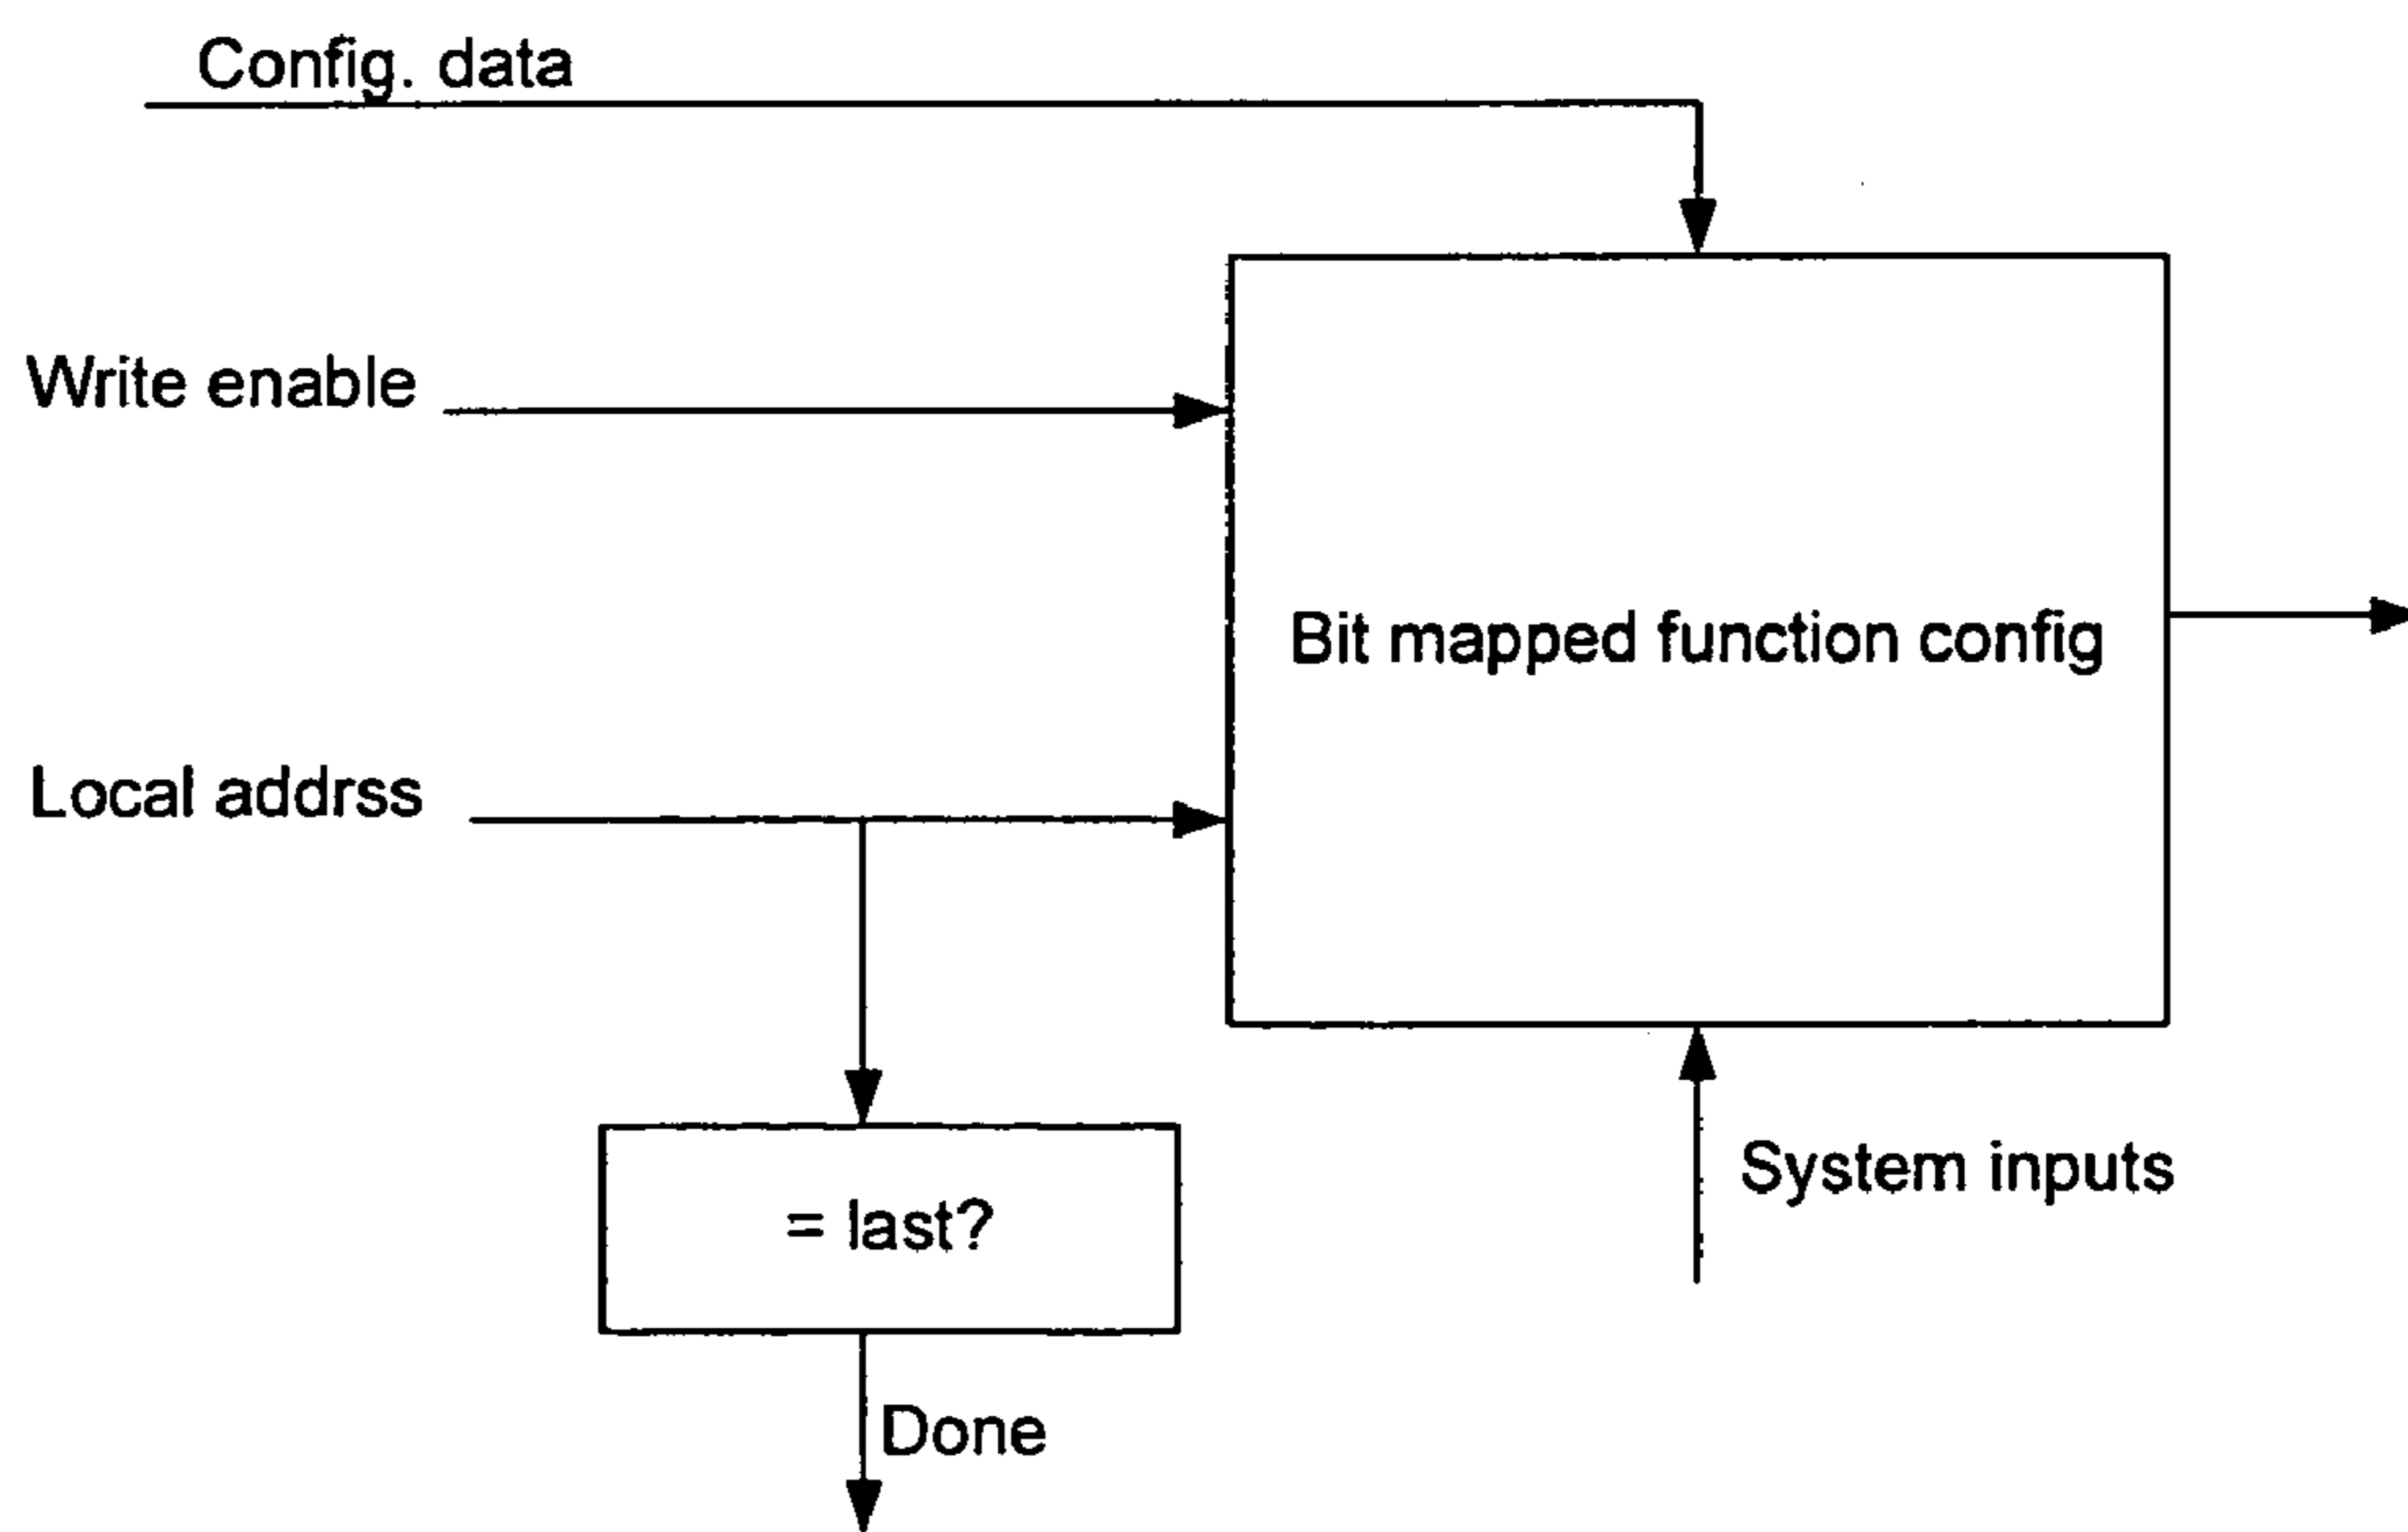 Config. data
Write enable
Bit mapped function config
Local addrss
System inputs
= last?
Done